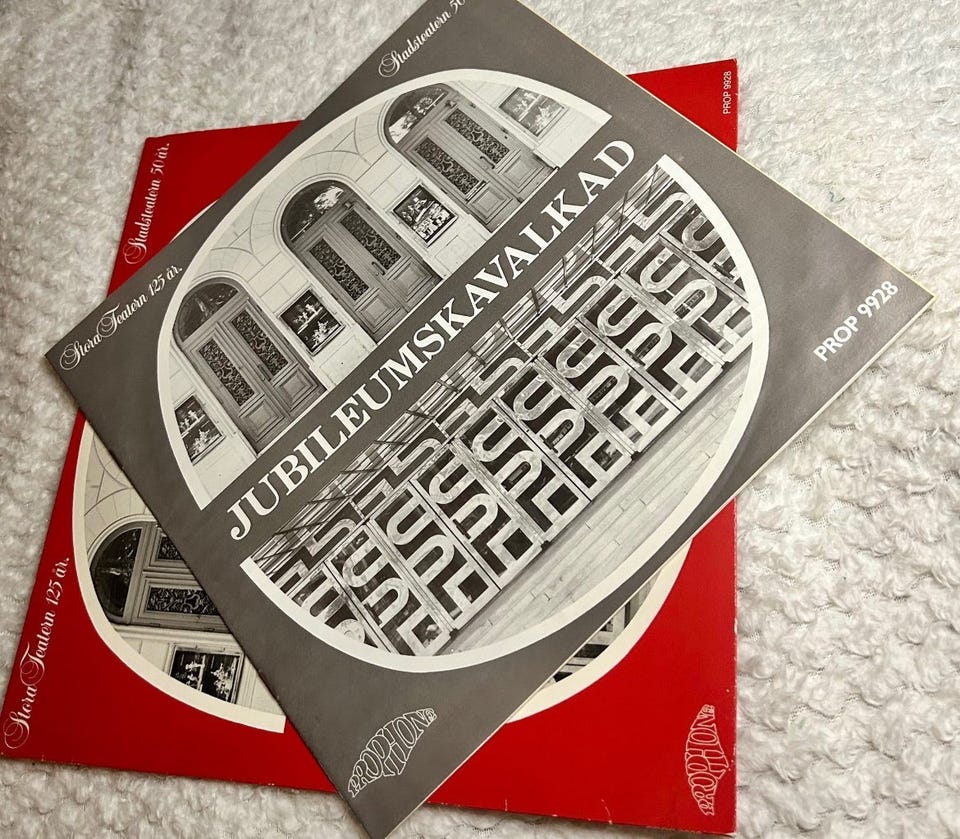 Stadsteatern 50
Stora Teatern 125 år.
JUBILEUMSKAVALKAD
PROP 9928
PROPHONE
Stadsteatern 50 år.
PROP 9928
Stora Teatern 125 år.
PROPHONE